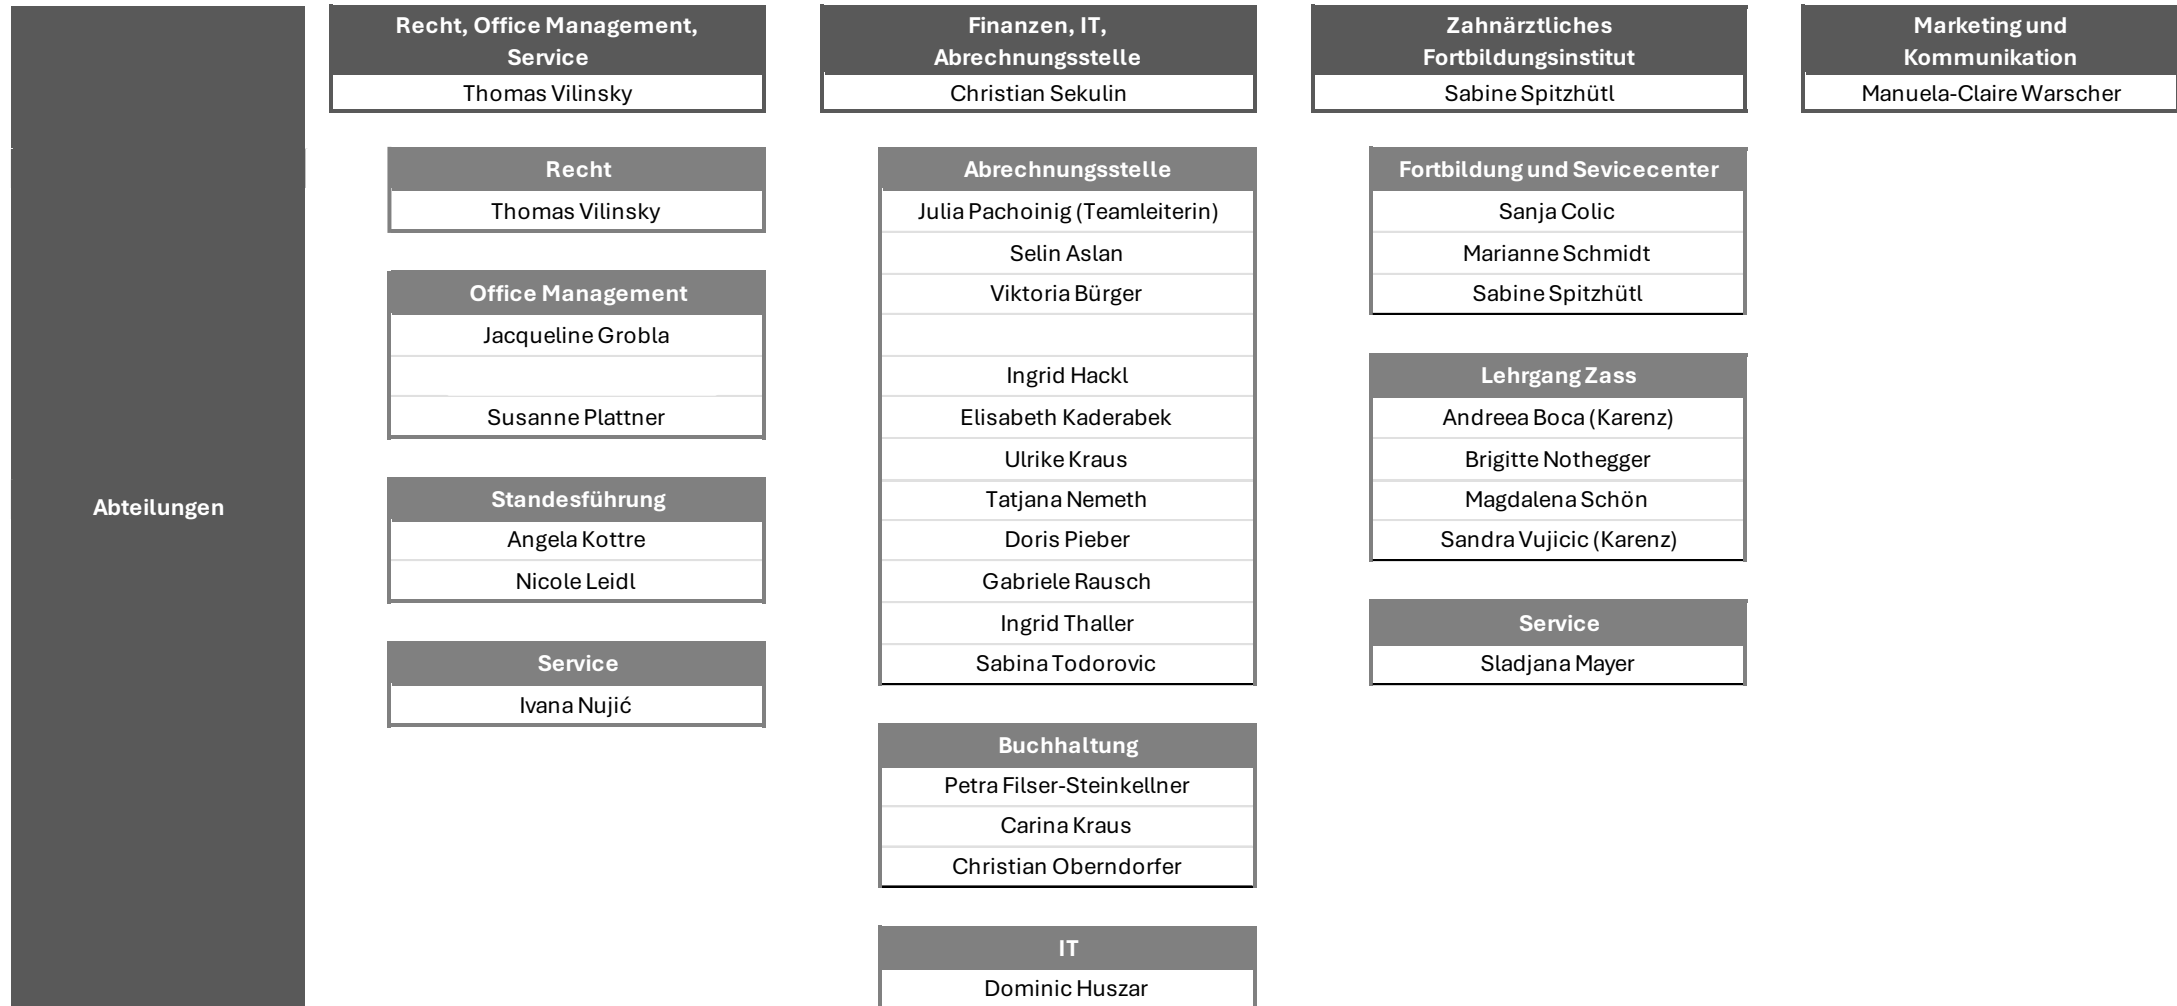 Abteilungen
Recht, Office Management,
Service
Thomas Vilinsky
Recht
Thomas Vilinsky
Office Management
Jacqueline Grobla
Susanne Plattner
Standesführung
Angela Kottre
Nicole Leidl
Service
Ivana Nujić
Finanzen, IT,
Abrechnungsstelle
Christian Sekulin
Abrechnungsstelle
Julia Pachoinig (Teamleiterin)
Selin Aslan
Viktoria Bürger
Ingrid Hackl
Elisabeth Kaderabek
Ulrike Kraus
Tatjana Nemeth
Doris Pieber
Gabriele Rausch
Ingrid Thaller
Sabina Todorovic
Buchhaltung
Petra Filser-Steinkellner
Carina Kraus
Christian Oberndorfer
IT
Dominic Huszar
Zahnärztliches
Fortbildungsinstitut
Sabine Spitzhütl
Fortbildung und Sevicecenter
Sanja Colic
Marianne Schmidt
Sabine Spitzhütl
Lehrgang Zass
Andreea Boca (Karenz)
Brigitte Nothegger
Magdalena Schön
Sandra Vujicic (Karenz)
Service
Sladjana Mayer
Marketing und
Kommunikation
Manuela-Claire Warscher